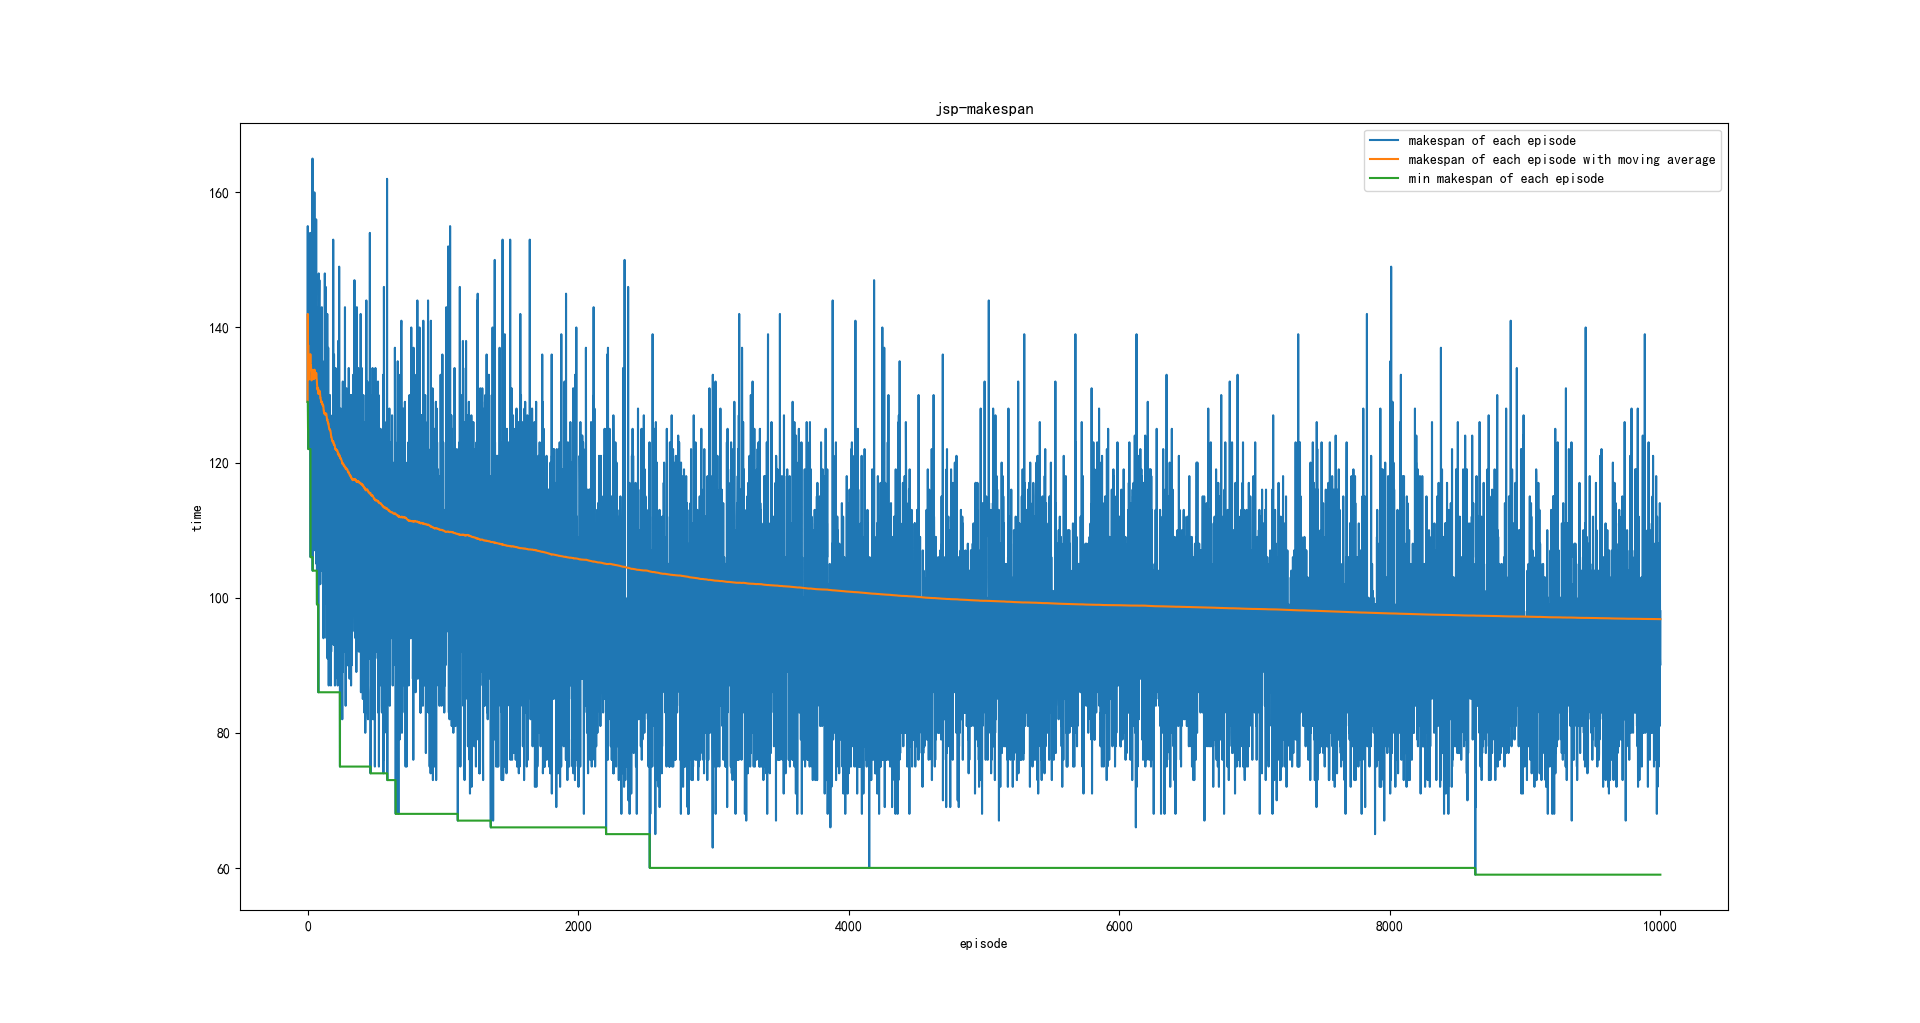 jsp-makespan
makespan of each episode
makespan of each episode with moving average
min makespan of each episode
160
140
120
100
80
60
time
0
2000
4000
6000
8000
10000
episode